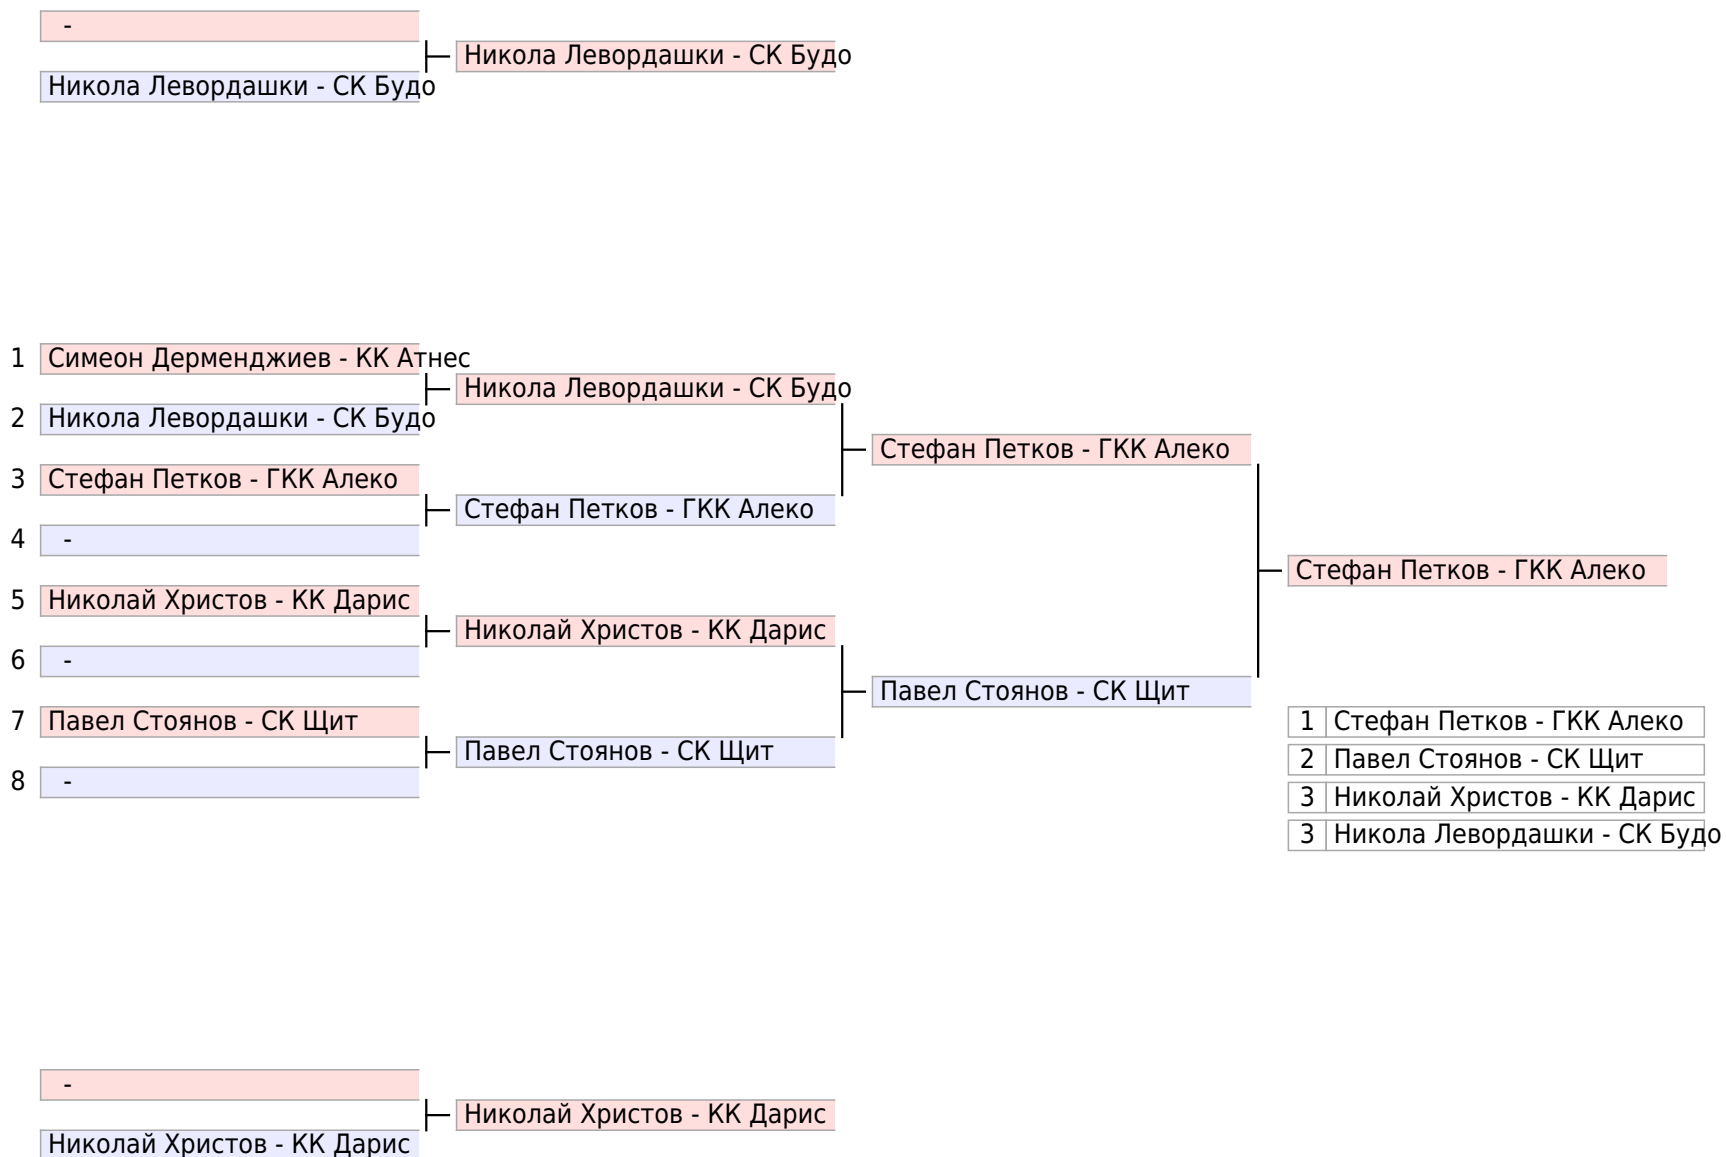 -
Никола Левордашки - СК Будо
Никола Левордашки - СК Будо
1 Симеон Дерменджиев - КК Атнес
Никола Левордашки - СК Будо
2 Никола Левордашки - СК Будо
Стефан Петков - ГКК Алеко
3 Стефан Петков - ГКК Алеко
Стефан Петков - ГКК Алеко
4 -
Стефан Петков - ГКК Алеко
5 Николай Христов - КК Дарис
Николай Христов - КК Дарис
6 -
Павел Стоянов - СК Щит
7 Павел Стоянов - СК Щит
Павел Стоянов - СК Щит
8 -
1 Стефан Петков - ГКК Алеко
2 Павел Стоянов - СК Щит
3 Николай Христов - КК Дарис
3 Никола Левордашки - СК Будо
-
Николай Христов - КК Дарис
Николай Христов - КК Дарис